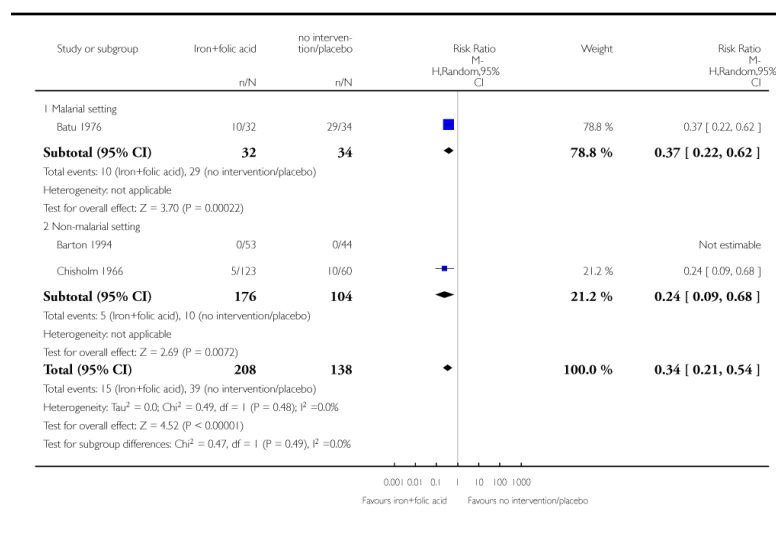 Study or subgroup Iron+folic acid no interven-tion/placebo Risk Ratio Weight Risk Ratio
M-H,Random,95% CI M-H,Random,95% CI
n/N n/N
1 Malarial setting
Batu 1976 10/32 29/34 78.8 % 0.37 [ 0.22, 0.62 ]
Subtotal (95% CI) 32 34 78.8 % 0.37 [ 0.22, 0.62 ]
Total events: 10 (Iron+folic acid), 29 (no intervention/placebo)
Heterogeneity: not applicable
Test for overall effect: Z = 3.70 (P = 0.00022)
2 Non-malarial setting
Barton 1994 0/53 0/44 Not estimable
Chisholm 1966 5/123 10/60 21.2 % 0.24 [ 0.09, 0.68 ]
Subtotal (95% CI) 176 104 21.2 % 0.24 [ 0.09, 0.68 ]
Total events: 5 (Iron+folic acid), 10 (no intervention/placebo)
Heterogeneity: not applicable
Test for overall effect: Z = 2.69 (P = 0.0072)
Total (95% CI) 208 138 100.0 % 0.34 [ 0.21, 0.54 ]
Total events: 15 (Iron+folic acid), 39 (no intervention/placebo)
Heterogeneity: Tau² = 0.0; Chi² = 0.49, df = 1 (P = 0.48); I² =0.0%
Test for overall effect: Z = 4.52 (P < 0.00001)
Test for subgroup differences: Chi² = 0.47, df = 1 (P = 0.49), I² =0.0%
0.001 0.01 0.1 1 10 100 1000
Favours iron+folic acid Favours no intervention/placebo